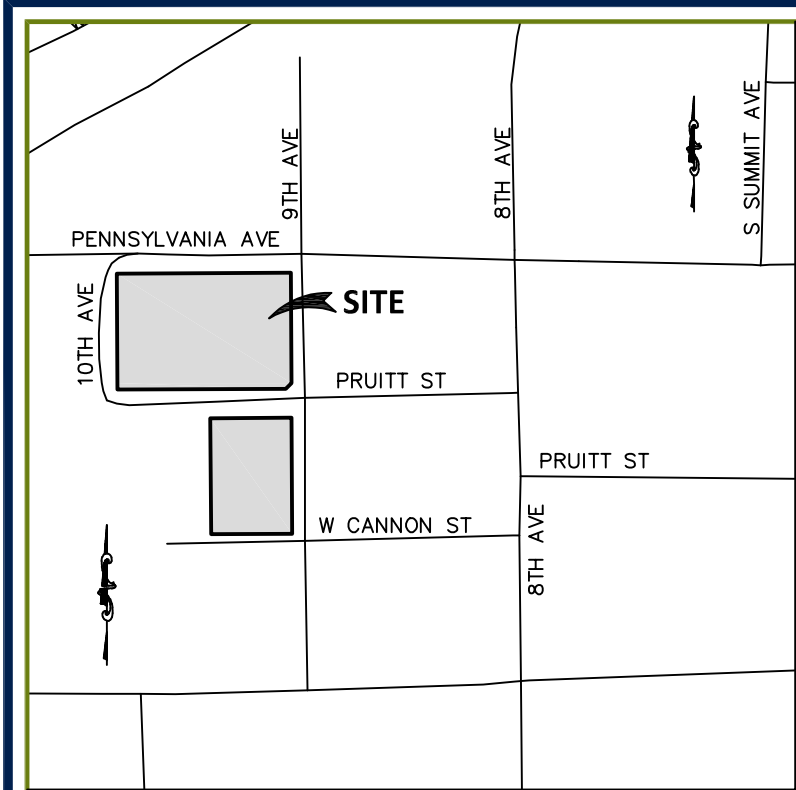 9TH AVE
8TH AVE
S SUMMIT AVE
PENNSYLVANIA AVE
10TH AVE
SITE
PRUITT ST
PRUITT ST
W CANNON ST
8TH AVE